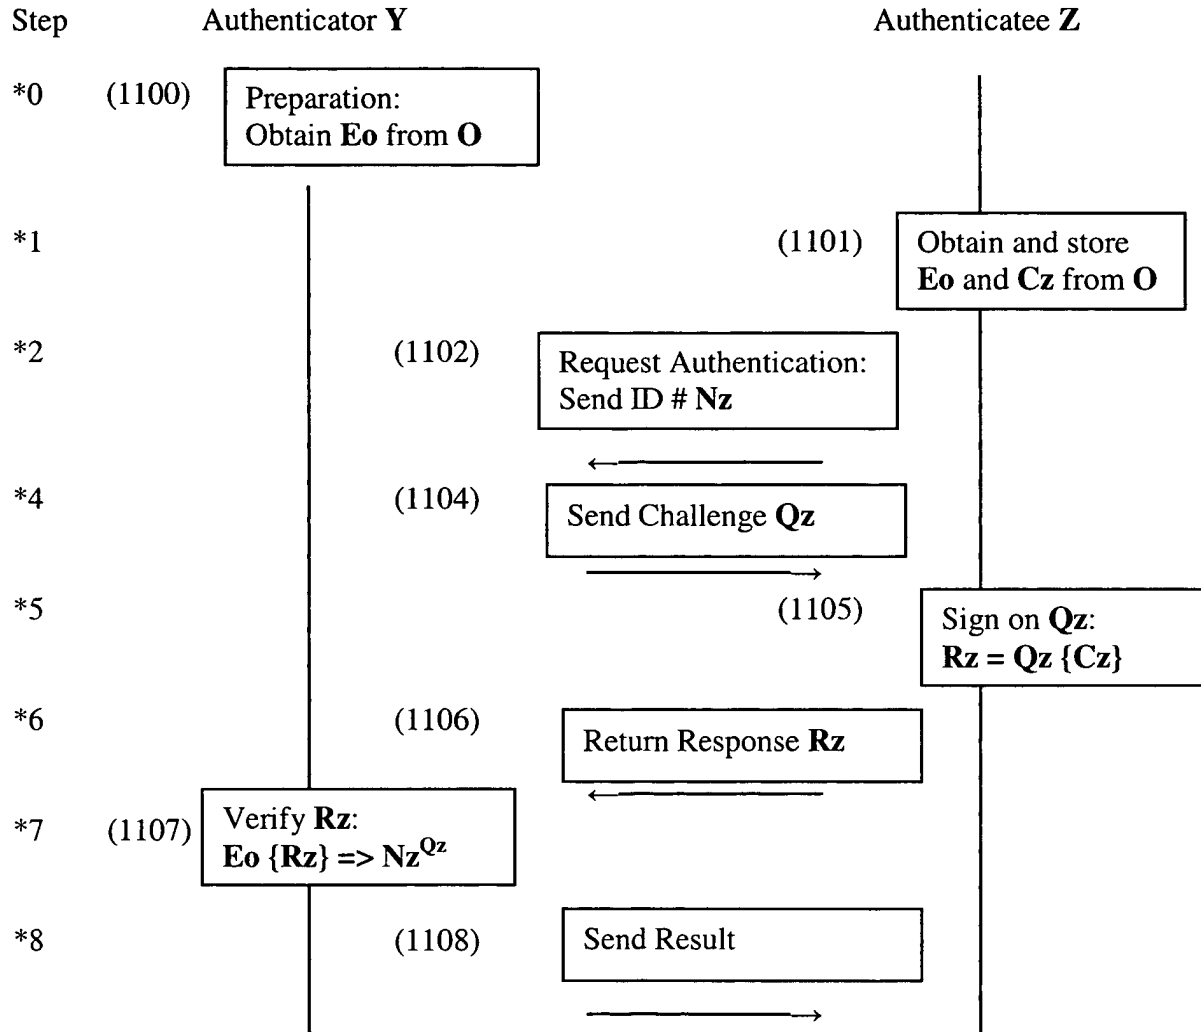 Step Authenticator Y Authenticatee Z
*0 (1100) Preparation:
Obtain Eo from O
*1 (1101) Obtain and store
Eo and Cz from O
*2 (1102) Request Authentication:
Send ID # Nz
*4 (1104) Send Challenge Qz
*5 (1105) Sign on Qz:
Rz = Qz {Cz}
*6 (1106) Return Response Rz
*7 (1107) Verify Rz:
Eo {Rz} => Nz^Qz
*8 (1108) Send Result